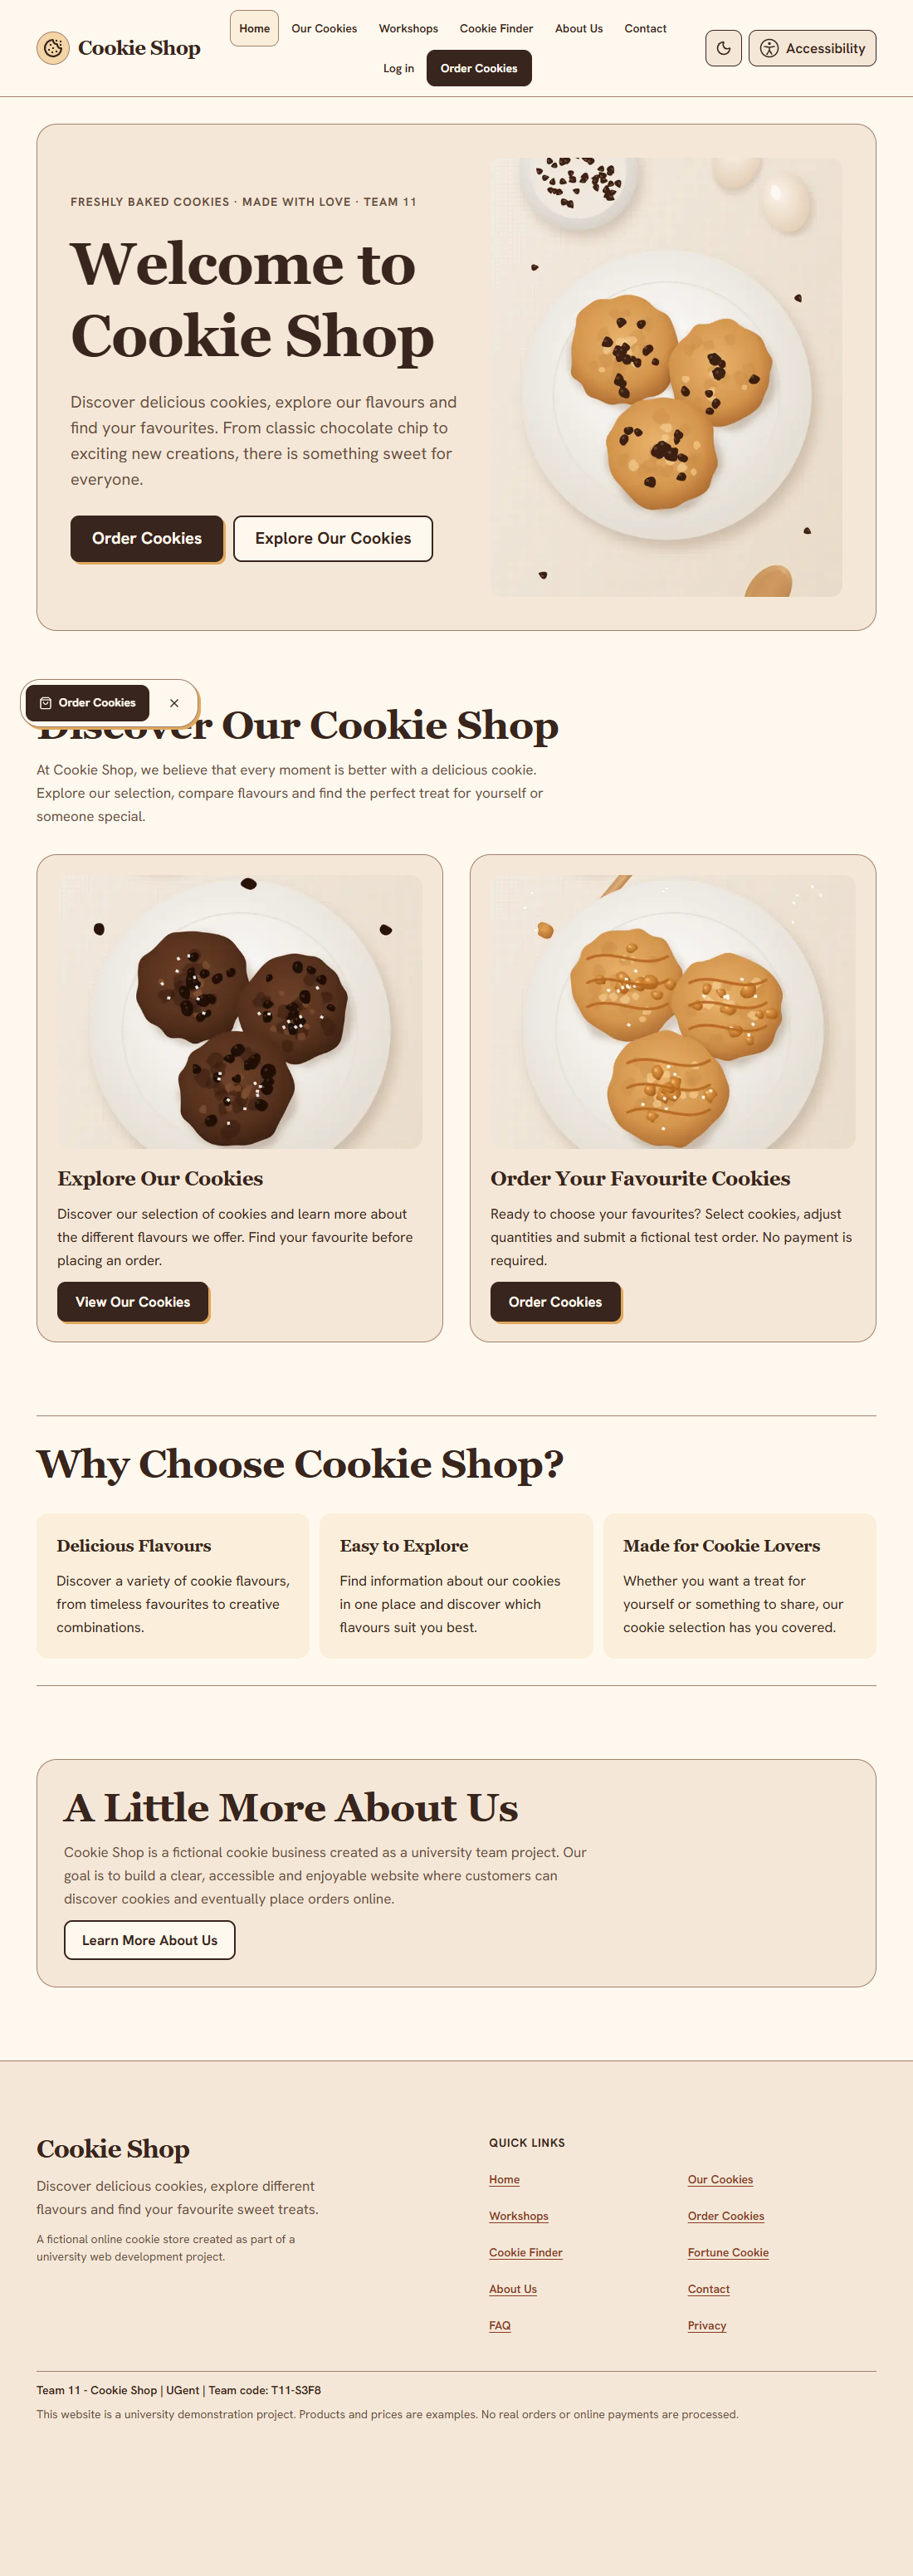 Cookie Shop
Home
Our Cookies
Workshops
Cookie Finder
About Us
Contact
Log in
Order Cookies
Accessibility
FRESHLY BAKED COOKIES · MADE WITH LOVE · TEAM 11
Welcome to
Cookie Shop
Discover delicious cookies, explore our flavours and
find your favourites. From classic chocolate chip to
exciting new creations, there is something sweet for
everyone.
Order Cookies
Explore Our Cookies
Order Cookies
Discover Our Cookie Shop
At Cookie Shop, we believe that every moment is better with a delicious cookie.
Explore our selection, compare flavours and find the perfect treat for yourself or
someone special.
Explore Our Cookies
Discover our selection of cookies and learn more about
the different flavours we offer. Find your favourite before
placing an order.
View Our Cookies
Order Your Favourite Cookies
Ready to choose your favourites? Select cookies, adjust
quantities and submit a fictional test order. No payment is
required.
Order Cookies
Why Choose Cookie Shop?
Delicious Flavours
Discover a variety of cookie flavours,
from timeless favourites to creative
combinations.
Easy to Explore
Find information about our cookies
in one place and discover which
flavours suit you best.
Made for Cookie Lovers
Whether you want a treat for
yourself or something to share, our
cookie selection has you covered.
A Little More About Us
Cookie Shop is a fictional cookie business created as a university team project. Our
goal is to build a clear, accessible and enjoyable website where customers can
discover cookies and eventually place orders online.
Learn More About Us
Cookie Shop
Discover delicious cookies, explore different
flavours and find your favourite sweet treats.
A fictional online cookie store created as part of a
university web development project.
QUICK LINKS
Home
Our Cookies
Workshops
Order Cookies
Cookie Finder
Fortune Cookie
About Us
Contact
FAQ
Privacy
Team 11 - Cookie Shop | UGent | Team code: T11-S3F8
This website is a university demonstration project. Products and prices are examples. No real orders or online payments are processed.